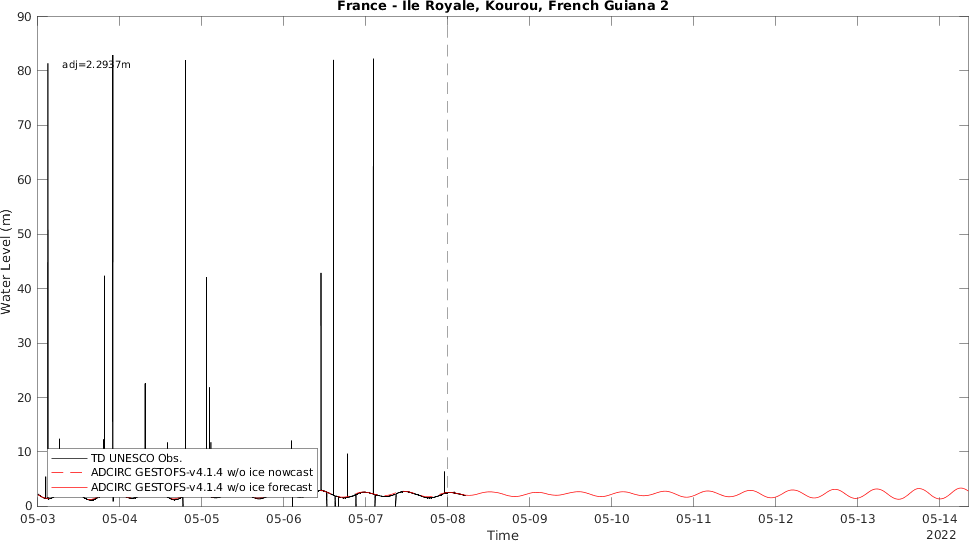 France - Ile Royale, Kourou, French Guiana 2
90
80
70
60
50
40
30
20
10
0
Water Level (m)
adj=2.2937m
TD UNESCO Obs.
ADCIRC GESTOFS-v4.1.4 w/o ice nowcast
ADCIRC GESTOFS-v4.1.4 w/o ice forecast
05-03 05-04 05-05 05-06 05-07 05-08 05-09 05-10 05-11 05-12 05-13 05-14
Time
2022